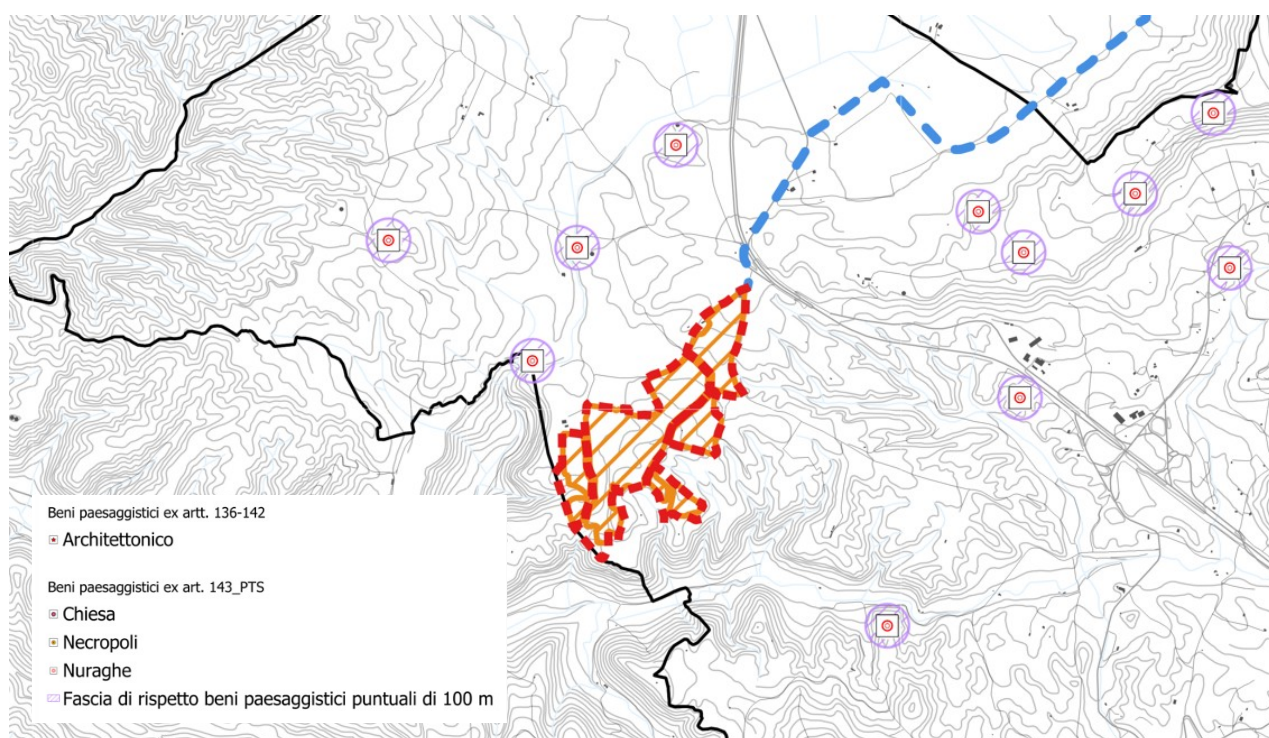 Beni paesaggistici ex artt. 136-142
Architettonico
Beni paesaggistici ex art. 143_PTS
Chiesa
Necropoli
Nuraghe
Fascia di rispetto beni paesaggistici puntuali di 100 m